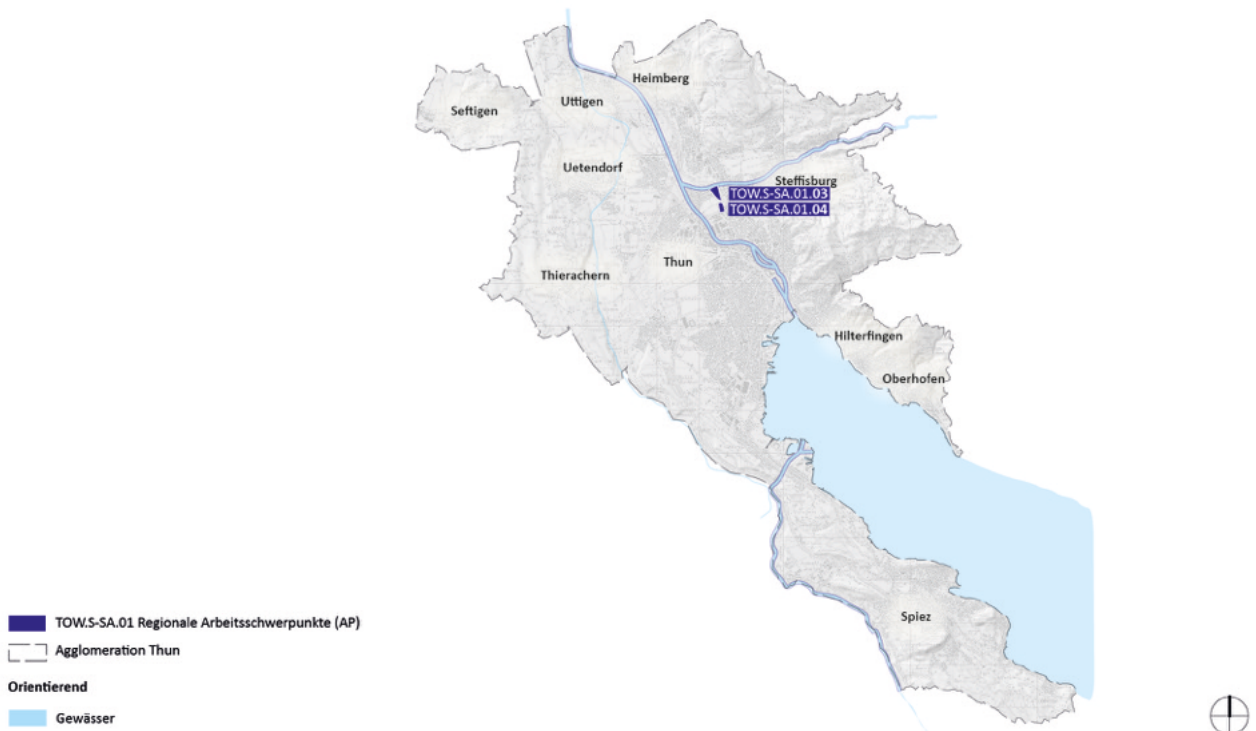 Heimberg
Uttigen
Seftigen
Uetendorf
Steffisburg
TOW.S-SA.01.03
TOW.S-SA.01.04
Thun
Thierachern
Hilterfingen
Oberhofen
Spiez
TOW.S-SA.01 Regionale Arbeitsschwerpunkte (AP)
Agglomeration Thun
Orientierend
Gewässer